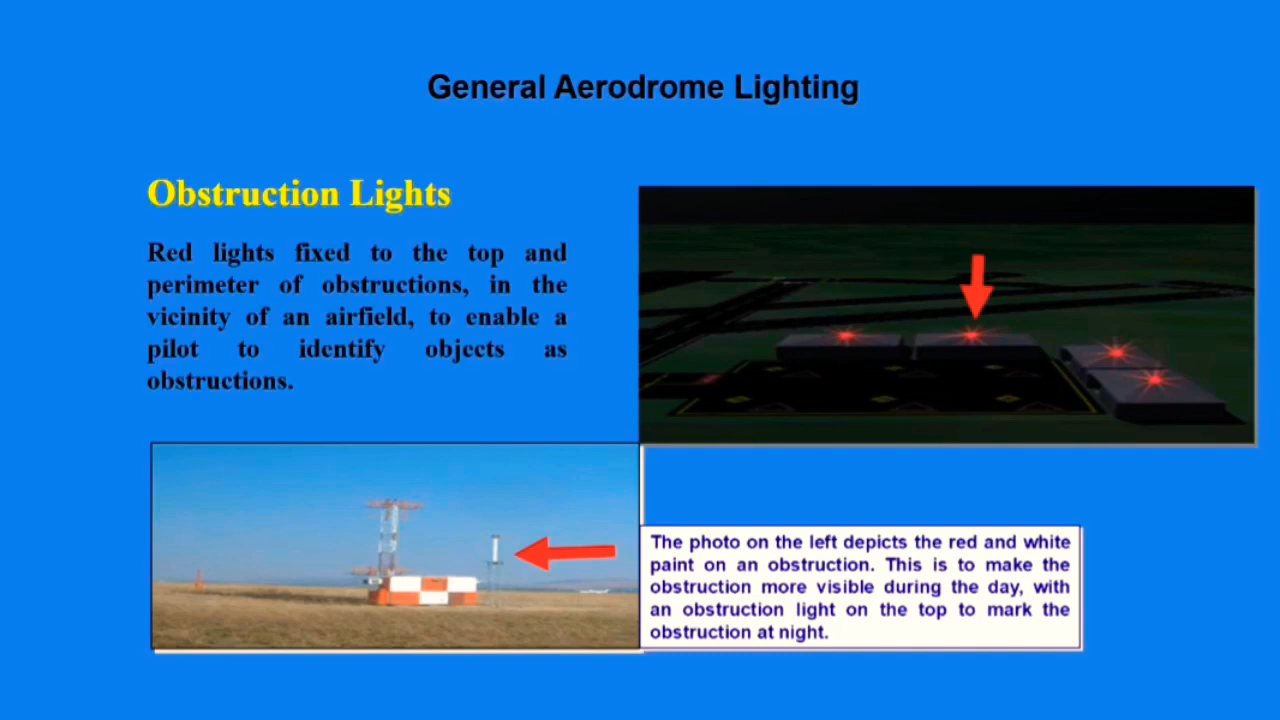 General Aerodrome Lighting
Obstruction Lights
Red lights fixed to the top and
perimeter of obstructions, in the
vicinity of an airfield, to enable a
pilot to identify objects as
obstructions.
The photo on the left depicts the red and white
paint on an obstruction. This is to make the
obstruction more visible during the day, with
an obstruction light on the top to mark the
obstruction at night.